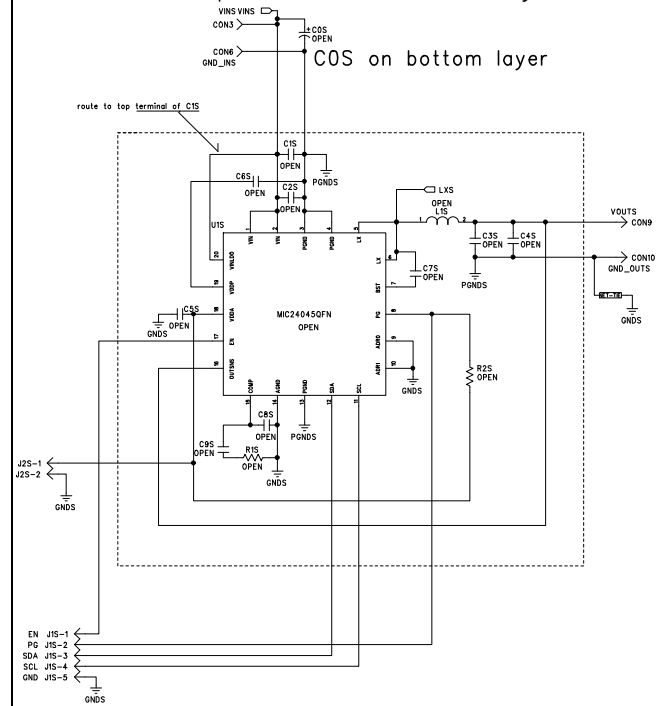 VINS VINS
CON3
+ C0S
OPEN
CON6
GND_INS
C0S on bottom layer
route to top terminal of C1S
C1S
OPEN
PGNDS
C6S
OPEN
C2S
OPEN
LXS
OPEN
L1S
1 2
VOUTS
CON9
C3S
OPEN
C4S
OPEN
CON10
GND_OUTS
PGNDS
NET-TIE
GNDS
U1S
1 2 3 4 5
VIN VIN PGND PGND LX
20 VINLDO
19 VDDP
18 VDDA
17 EN
16 OUTSNS
LX 6
BST 7
PG 8
ADR0 9
ADR1 10
C7S
OPEN
MIC24045QFN
OPEN
C5S
OPEN
GNDS
GNDS
R2S
OPEN
COMP AGND PGND SDA SCL
15 14 13 12 11
C8S
OPEN
PGNDS
C9S
OPEN
R1S
OPEN
GNDS
J2S-1
J2S-2
GNDS
EN J1S-1
PG J1S-2
SDA J1S-3
SCL J1S-4
GND J1S-5
GNDS